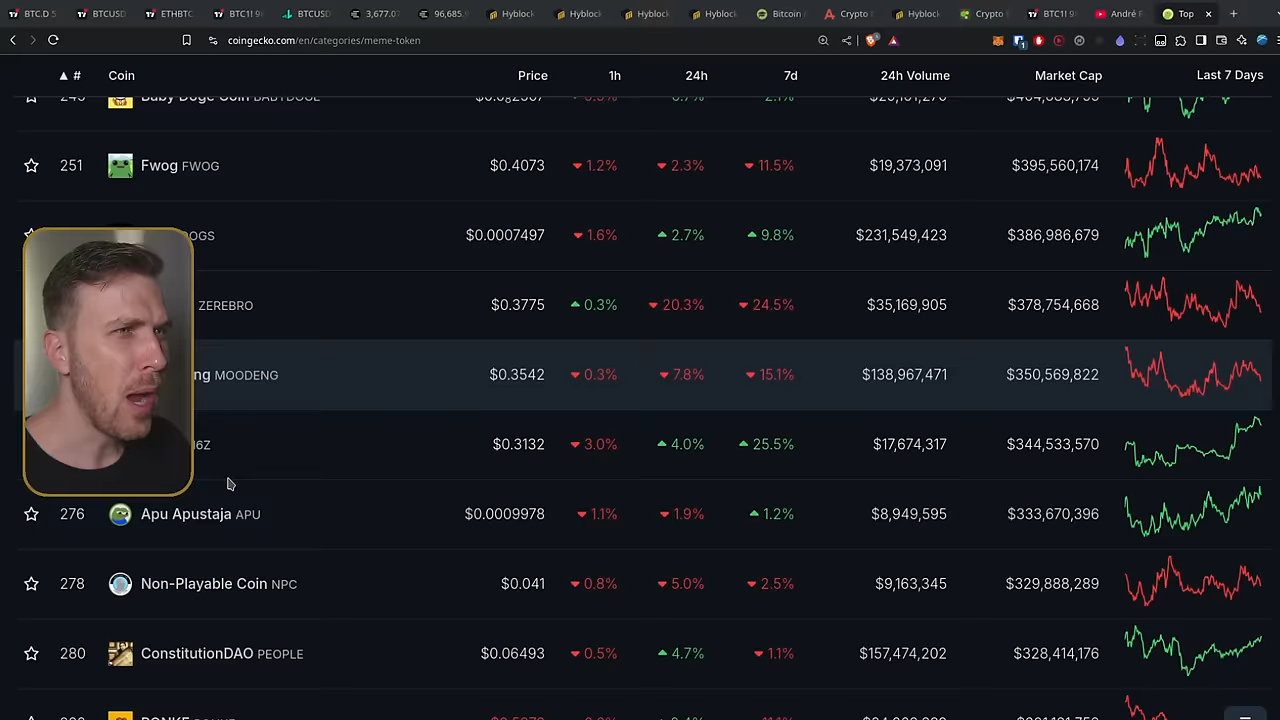 BTC.D 5 BTCUSD ETHBTC BTC1! 9 BTCUSD 3,677.0 96,685. Hyblock Hyblock Hyblock Hyblock Bitcoin Crypto Hyblock Crypto BTC1! 9 André F Top
coingecko.com/en/categories/meme-token 1
# Coin Price 1h 24h 7d 24h Volume Market Cap Last 7 Days
251 Fwog FWOG $0.4073 1.2% 2.3% 11.5% $19,373,091 $395,560,174
OGS $0.0007497 1.6% 2.7% 9.8% $231,549,423 $386,986,679
ZEREBRO $0.3775 0.3% 20.3% 24.5% $35,169,905 $378,754,668
ng MOODENG $0.3542 0.3% 7.8% 15.1% $138,967,471 $350,569,822
6Z $0.3132 3.0% 4.0% 25.5% $17,674,317 $344,533,570
276 Apu Apustaja APU $0.0009978 1.1% 1.9% 1.2% $8,949,595 $333,670,396
278 Non-Playable Coin NPC $0.041 0.8% 5.0% 2.5% $9,163,345 $329,888,289
280 ConstitutionDAO PEOPLE $0.06493 0.5% 4.7% 1.1% $157,474,202 $328,414,176